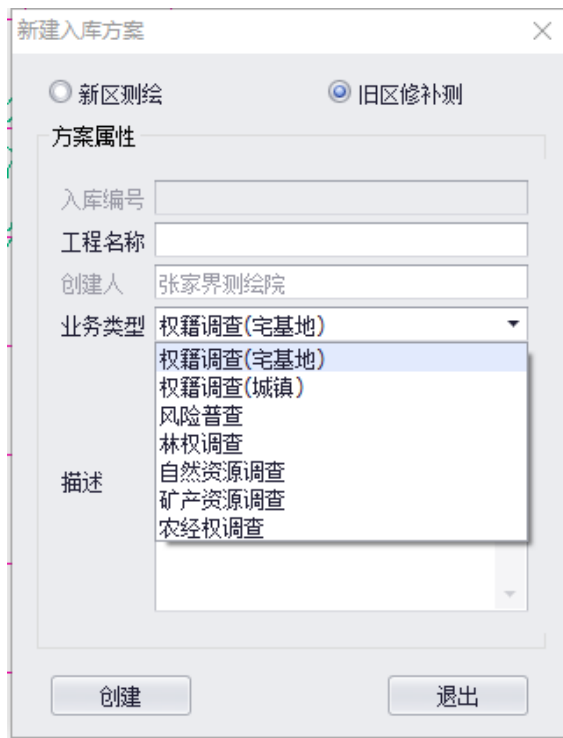 新建入库方案
新区测绘 旧区修补测
方案属性
入库编号
工程名称
创建人 张家界测绘院
业务类型 权籍调查(宅基地)
权籍调查(宅基地)
权籍调查(城镇)
风险普查
林权调查
自然资源调查
描述
矿产资源调查
农经权调查
创建 退出